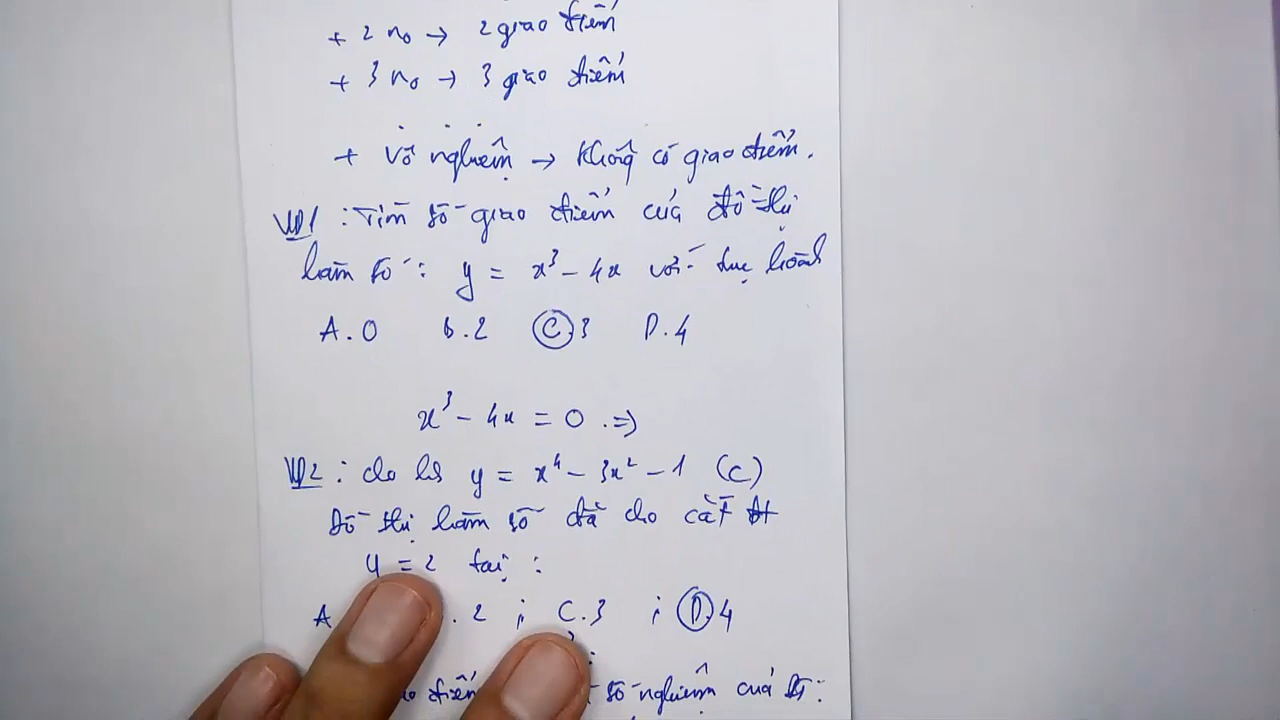 + 2 no → 2 giao điểm
+ 3 no → 3 giao điểm
+ Vô nghiệm → không có giao điểm.
VD1 : Tìm số giao điểm của đồ thị
hàm số : y = x³ - 4x với trục hoành
A. 0 B. 2 C. 3 D. 4
x³ - 4x = 0 . ⇒
VD2 : cho hs y = x⁴ - 3x² - 1 (C)
Đồ thị hàm số đã cho cắt đt
y = 2 tại :
A . 2 ; C. 3 ; D. 4
điểm số nghiệm của :